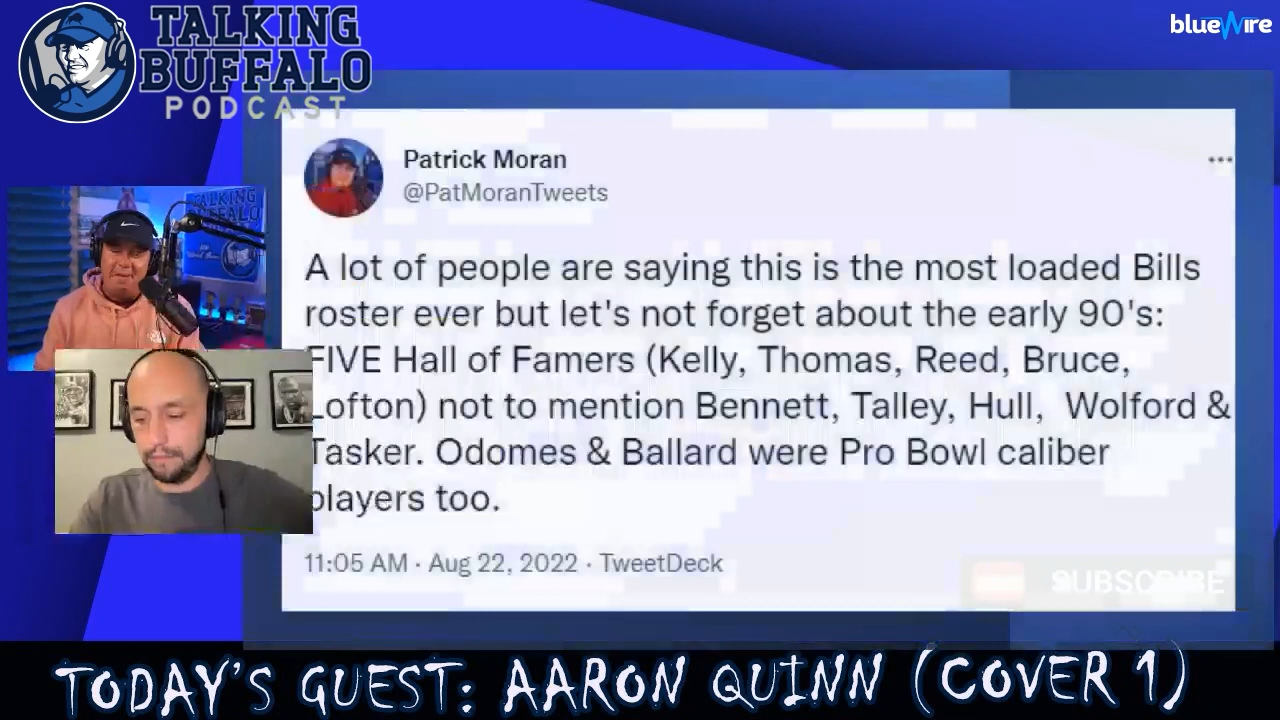 TALKING
BUFFALO
PODCAST
blueWire
Patrick Moran
@PatMoranTweets
A lot of people are saying this is the most loaded Bills
roster ever but let's not forget about the early 90's:
FIVE Hall of Famers (Kelly, Thomas, Reed, Bruce,
Lofton) not to mention Bennett, Talley, Hull, Wolford &
Tasker. Odomes & Ballard were Pro Bowl caliber
players too.
11:05 AM · Aug 22, 2022 · TweetDeck
SUBSCRIBE
TALKING
BUFFALO
TODAY'S GUEST: AARON QUINN (COVER 1)